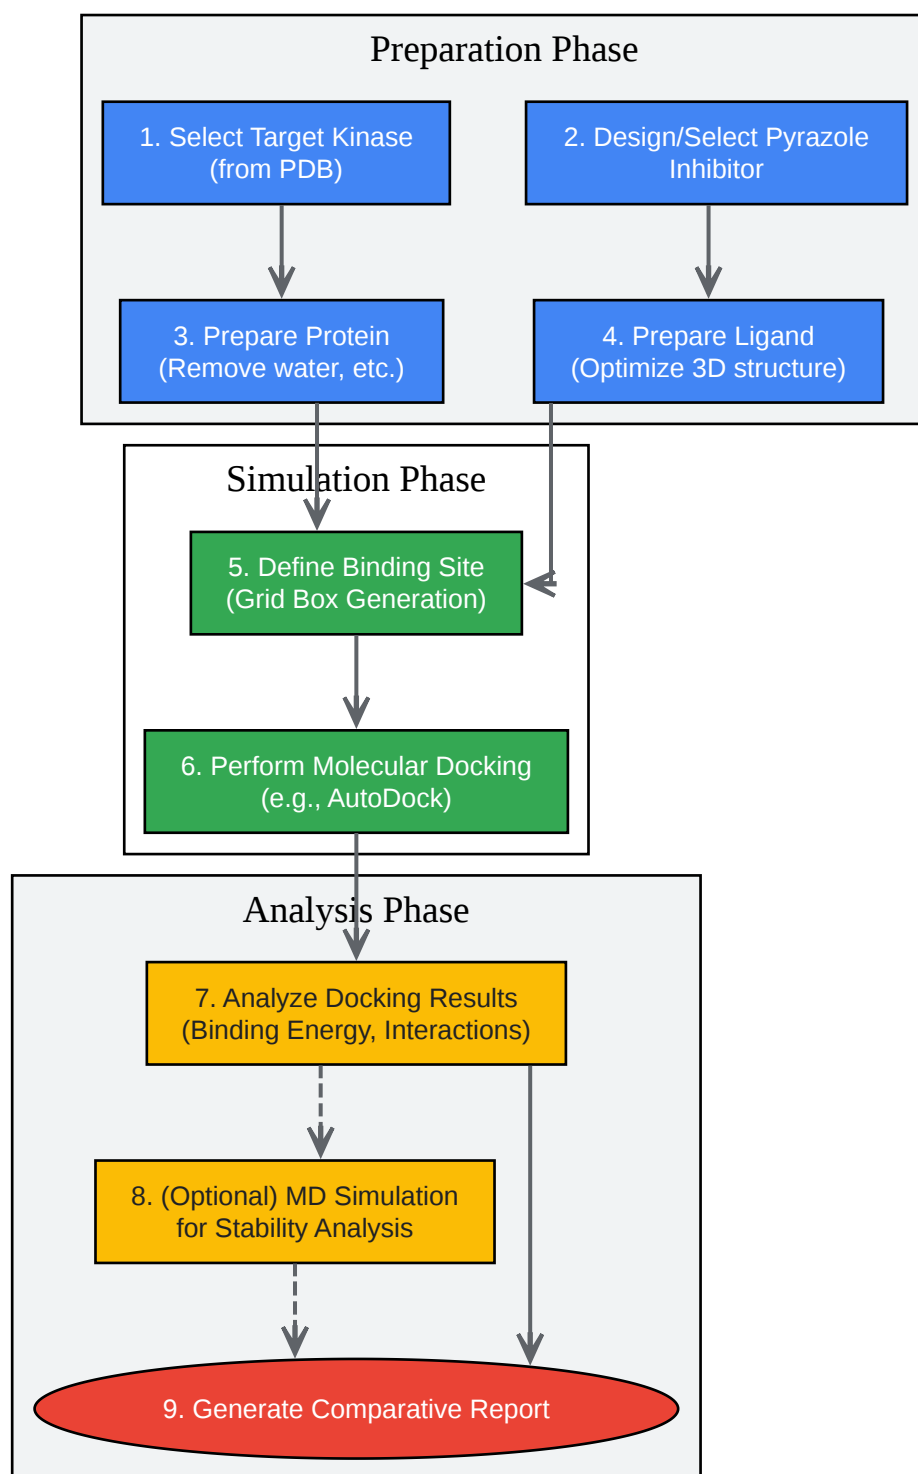 Preparation Phase
1. Select Target Kinase
(from PDB)
2. Design/Select Pyrazole
Inhibitor
3. Prepare Protein
(Remove water, etc.)
4. Prepare Ligand
(Optimize 3D structure)
Simulation Phase
5. Define Binding Site
(Grid Box Generation)
6. Perform Molecular Docking
(e.g., AutoDock)
Analysis Phase
7. Analyze Docking Results
(Binding Energy, Interactions)
8. (Optional) MD Simulation
for Stability Analysis
9. Generate Comparative Report